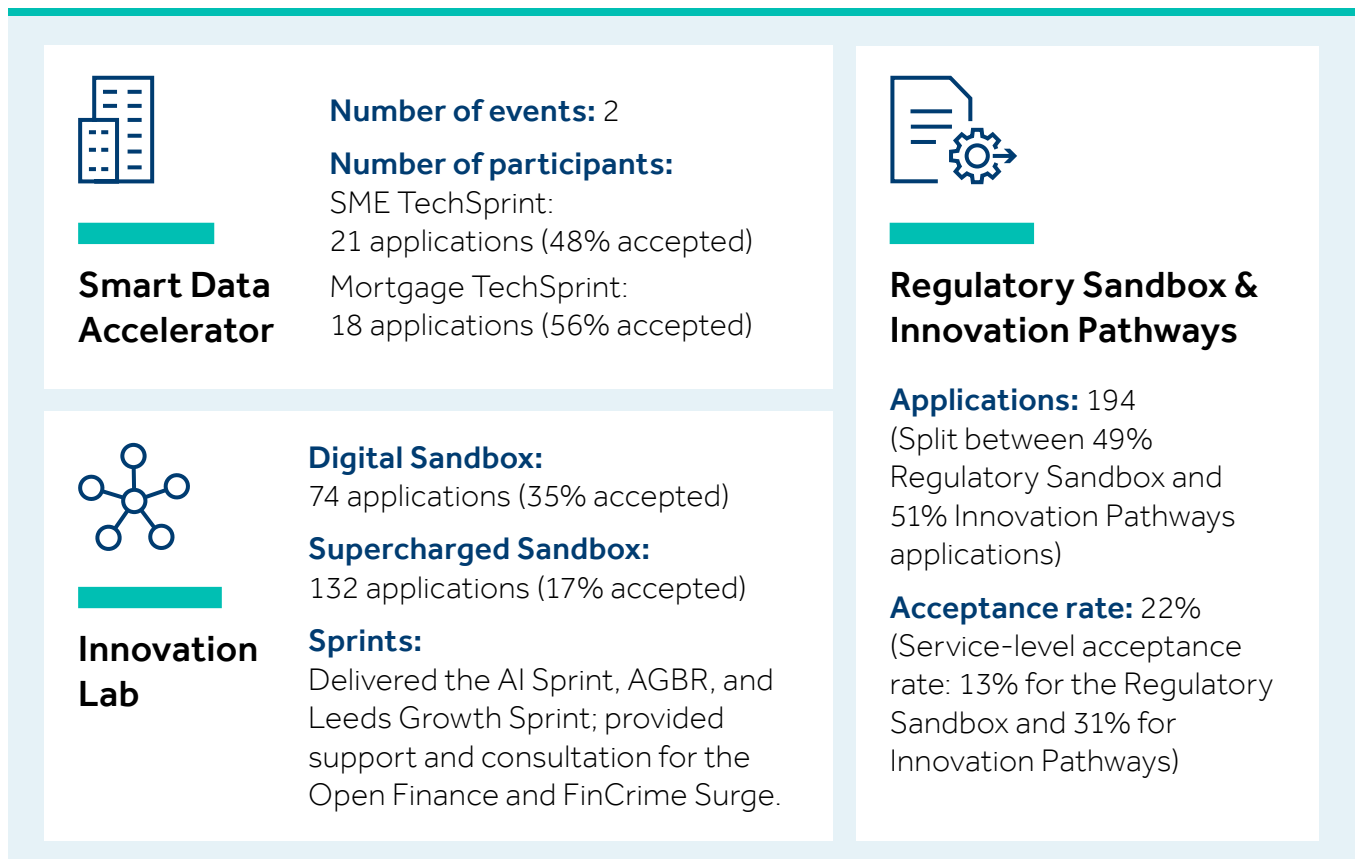 Smart Data
Accelerator
Number of events: 2
Number of participants:
SME TechSprint:
21 applications (48% accepted)
Mortgage TechSprint:
18 applications (56% accepted)
Innovation
Lab
Digital Sandbox:
74 applications (35% accepted)
Supercharged Sandbox:
132 applications (17% accepted)
Sprints:
Delivered the AI Sprint, AGBR, and
Leeds Growth Sprint; provided
support and consultation for the
Open Finance and FinCrime Surge.
Regulatory Sandbox &
Innovation Pathways
Applications: 194
(Split between 49%
Regulatory Sandbox and
51% Innovation Pathways
applications)
Acceptance rate: 22%
(Service-level acceptance
rate: 13% for the Regulatory
Sandbox and 31% for
Innovation Pathways)